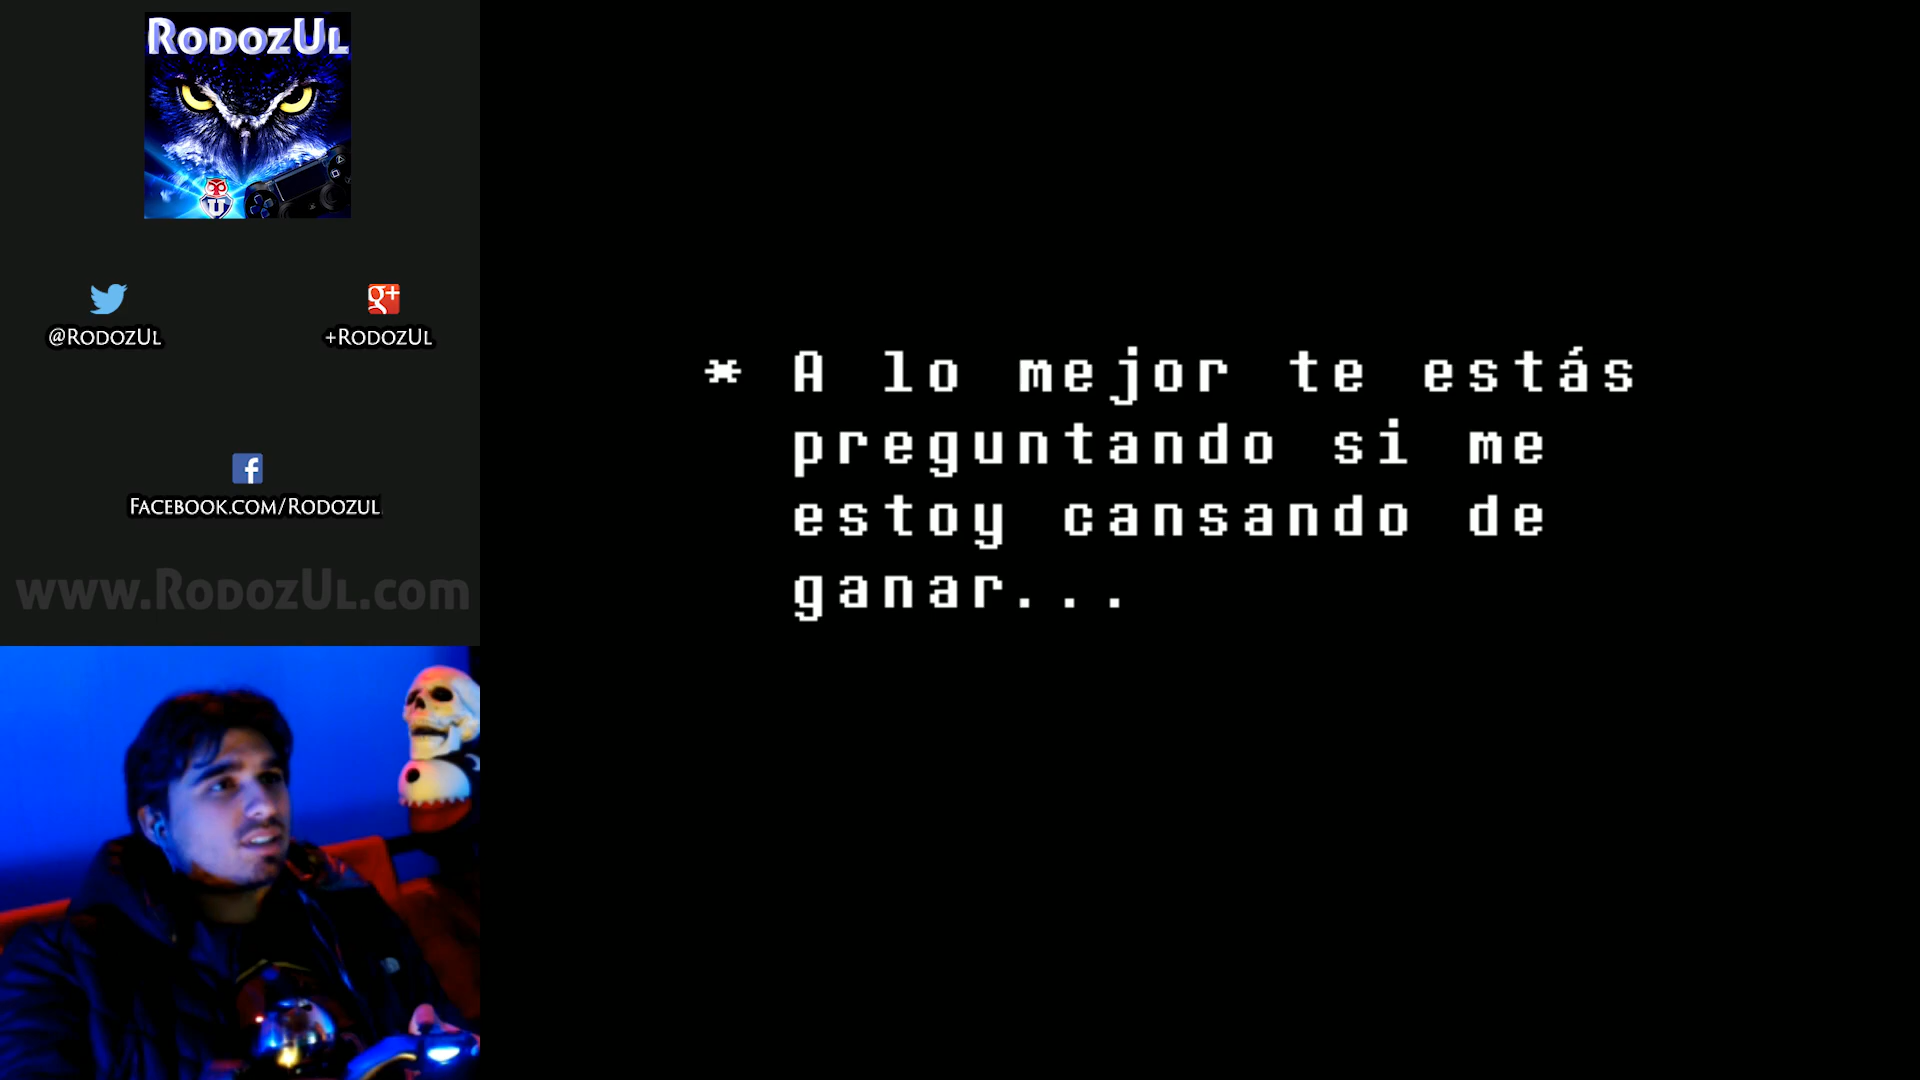 RodozUL
U
@RodozUL
+RodozUL
Facebook.com/Rodozul
www.RodozUL.com
* A lo mejor te estás
preguntando si me
estoy cansando de
ganar...